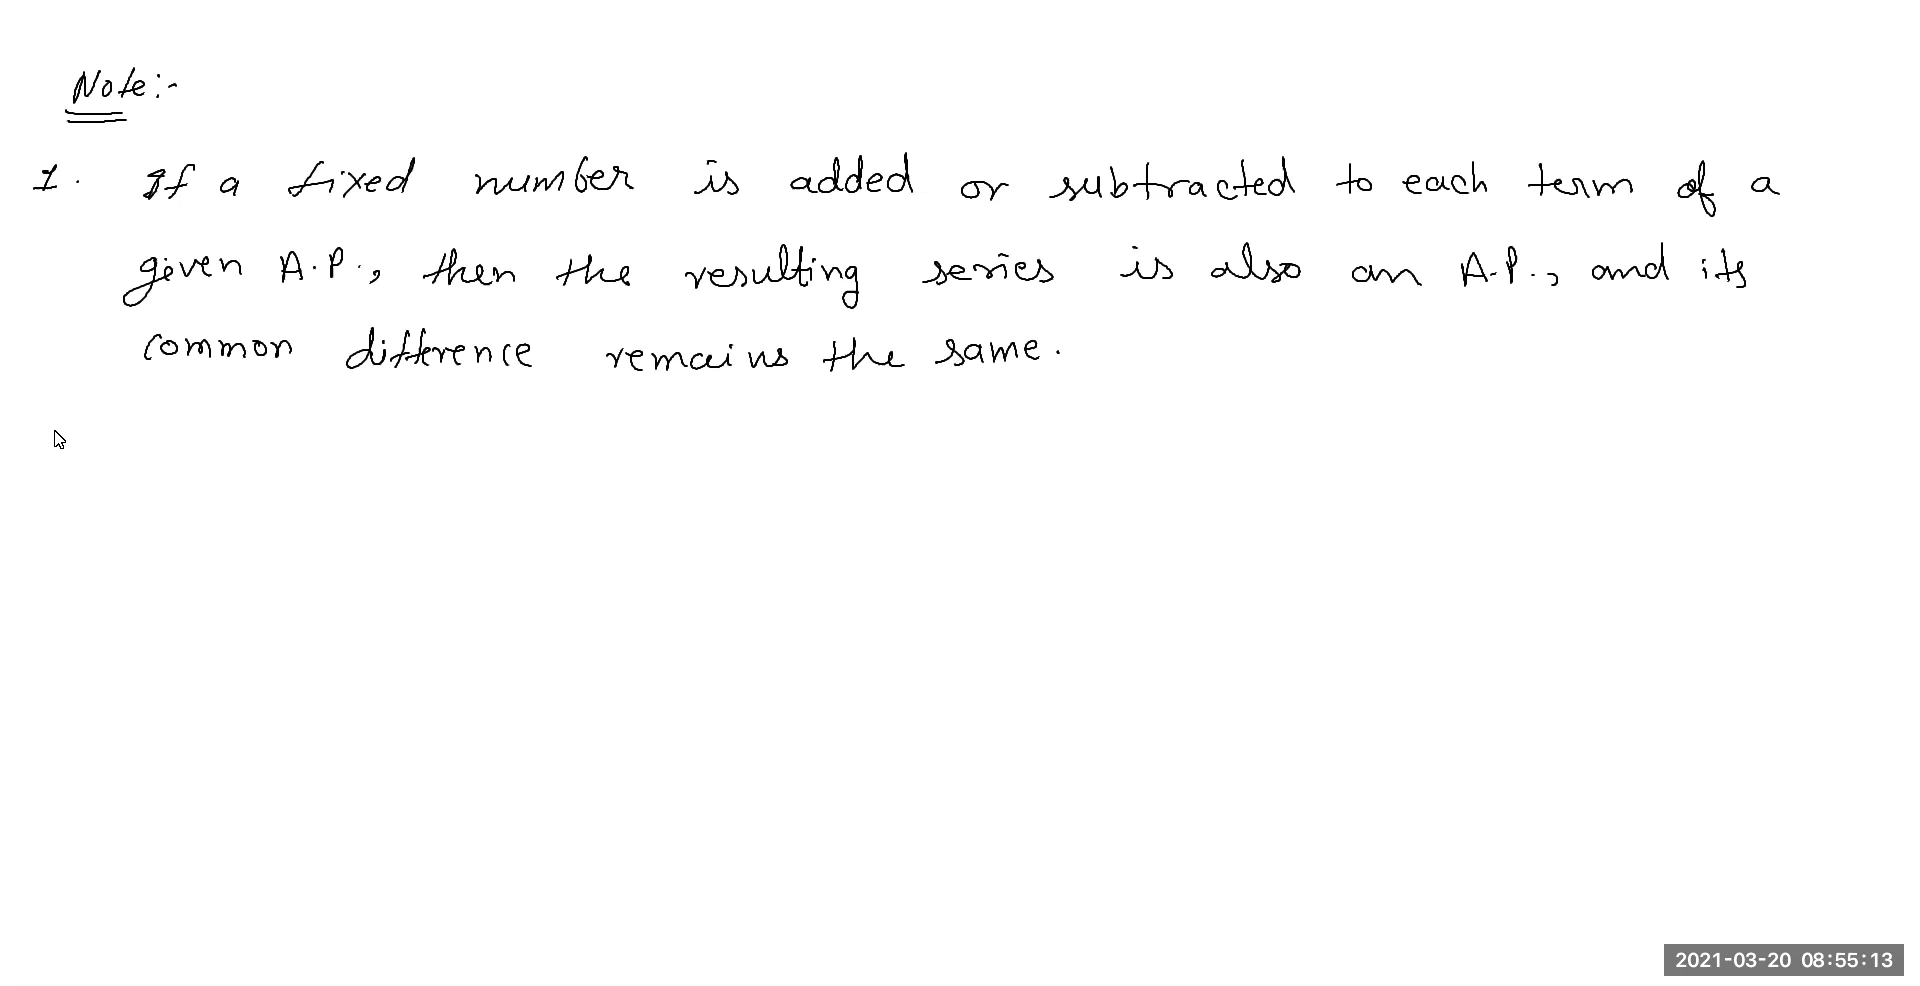 Note:-
1. If a fixed number is added or subtracted to each term of a
given A.P., then the resulting series is also an A.P., and its
common difference remains the same.
2021-03-20 08:55:13